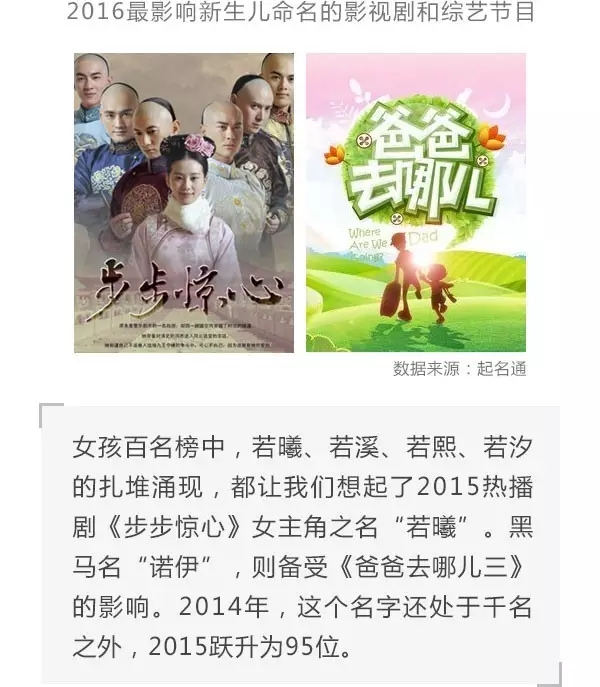 2016最影响新生儿命名的影视剧和综艺节目
步步惊心
爸爸
去哪儿
Where Dad
Are We
Going?
数据来源：起名通
女孩百名榜中，若曦、若溪、若熙、若汐
的扎堆涌现，都让我们想起了2015热播
剧《步步惊心》女主角之名“若曦”。黑
马名“诺伊”，则备受《爸爸去哪儿三》
的影响。2014年，这个名字还处于千名
之外，2015跃升为95位。